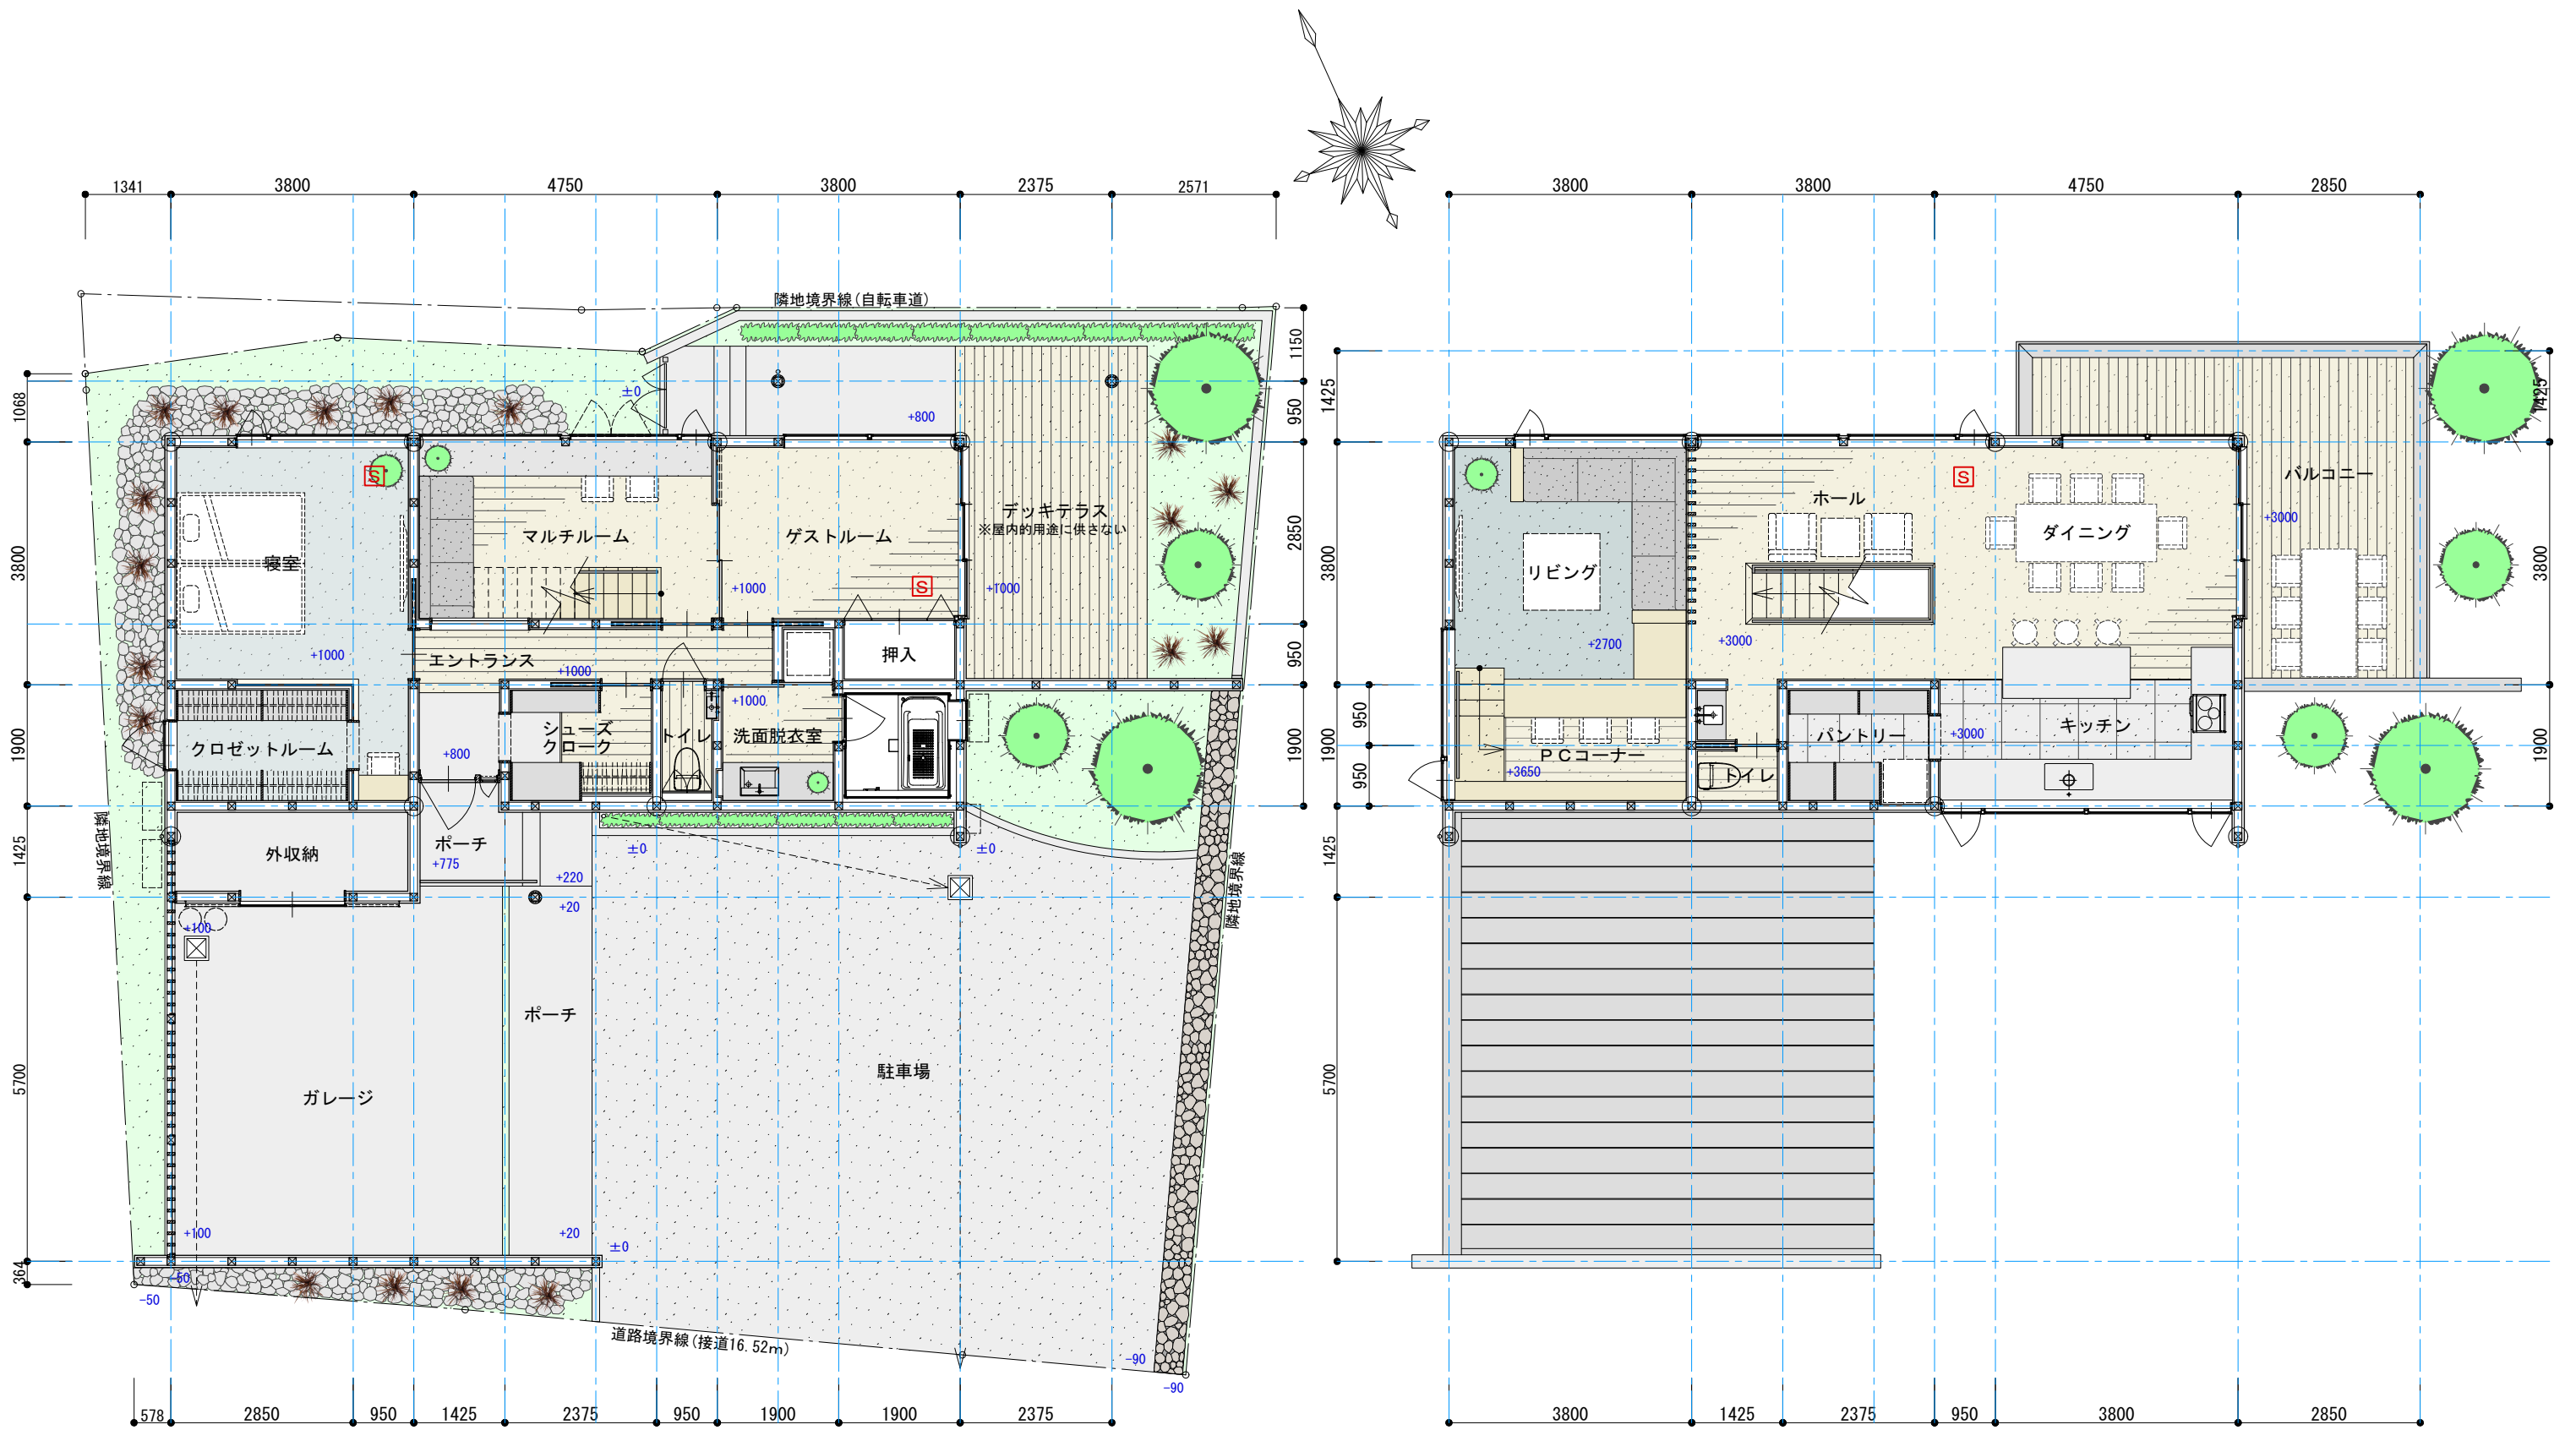 1341
3800
4750
3800
2375
2571
3800
3800
4750
2850
隣地境界線(自転車道)
1068
3800
1900
1425
5700
364
1150
950
2850
950
1900
±0
+800
S
寝室
+1000
マルチルーム
ゲストルーム
+1000
S
デッキテラス
※屋内的用途に供さない
+1000
エントランス
+1000
押入
クロゼットルーム
+800
シューズ
クローク
トイレ
+1000
洗面脱衣室
隣地境界線
外収納
ポーチ
+775
±0
±0
+220
+20
+100
隣地境界線
ポーチ
ガレージ
駐車場
+100
+20
±0
-50
-50
道路境界線(接道16.52m)
-90
-90
578
2850
950
1425
2375
950
1900
1900
2375
1425
3800
950
1900
950
1425
5700
1425
3800
1900
リビング
+2700
ホール
S
+3000
ダイニング
バルコニー
+3000
PCコーナー
+3650
トイレ
パントリー
+3000
キッチン
3800
1425
2375
950
3800
2850